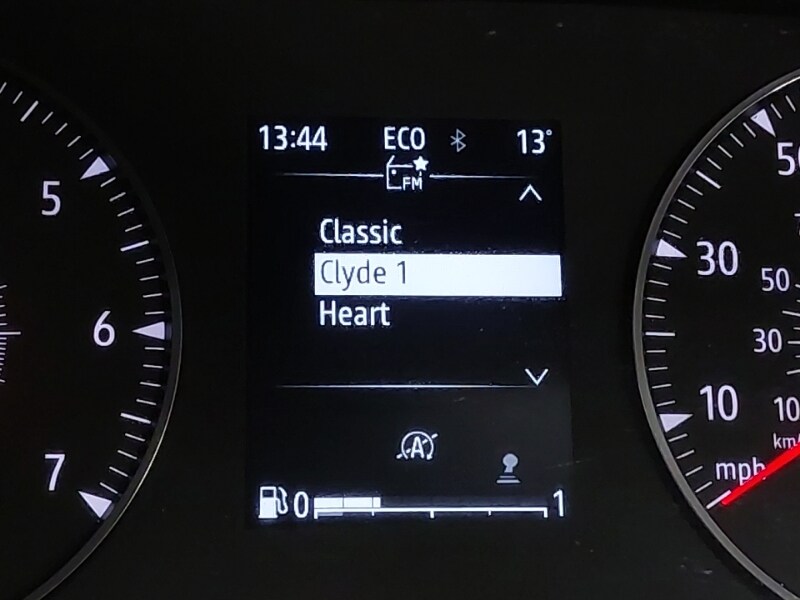 13:44 ECO 13°
FM
Classic
Clyde 1
Heart
A
0 1
5
6
7
50
30
50
30
10
10
km/
mph